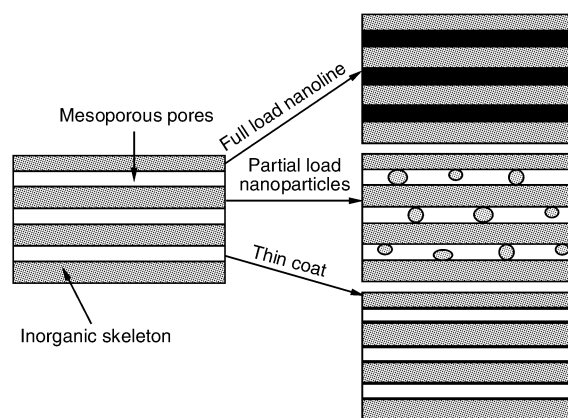 Mesoporous pores
Full load nanoline
Partial load
nanoparticles
Thin coat
Inorganic skeleton